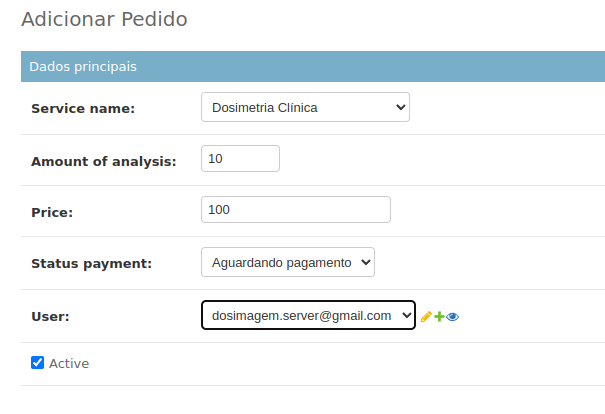 Adicionar Pedido
Dados principais
Service name: Dosimetria Clínica
Amount of analysis: 10
Price: 100
Status payment: Aguardando pagamento
User: dosimagem.server@gmail.com
Active